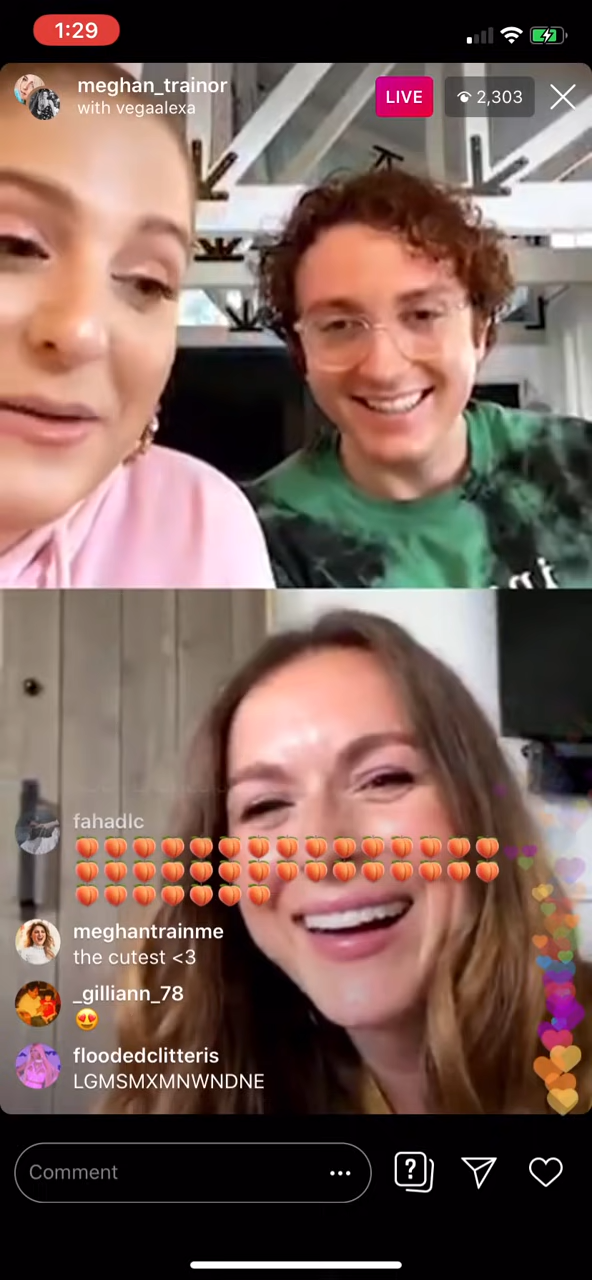 1:29
meghan_trainor
with vegaalexa
LIVE
2,303
fahadlc
🍑🍑🍑🍑🍑🍑🍑🍑🍑🍑🍑🍑🍑🍑🍑
🍑🍑🍑🍑🍑🍑🍑🍑🍑🍑🍑🍑🍑🍑🍑
🍑🍑🍑🍑🍑🍑🍑
meghantrainme
the cutest <3
_gilliann_78
😍
floodedclitteris
LGMSMXMNWNDNE
Comment